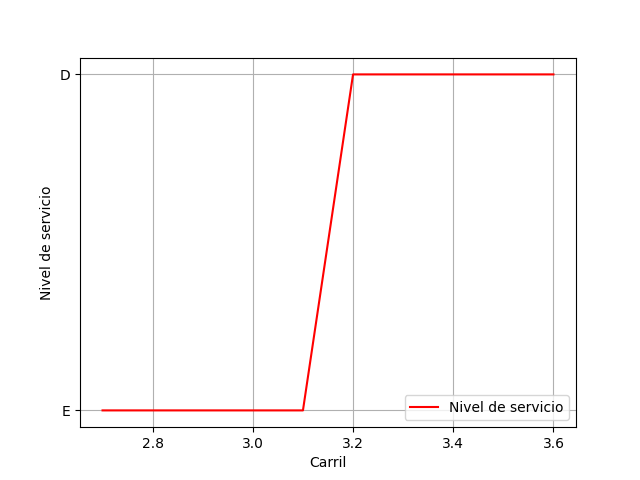 D
Nivel de servicio
E
Nivel de servicio
2.8 3.0 3.2 3.4 3.6
Carril